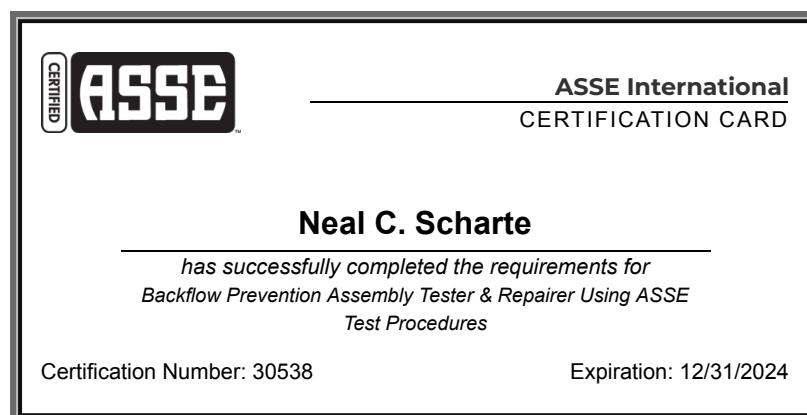 CERTIFIED
ASSE
™
ASSE International
CERTIFICATION CARD
Neal C. Scharte
has successfully completed the requirements for
Backflow Prevention Assembly Tester & Repairer Using ASSE
Test Procedures
Certification Number: 30538
Expiration: 12/31/2024